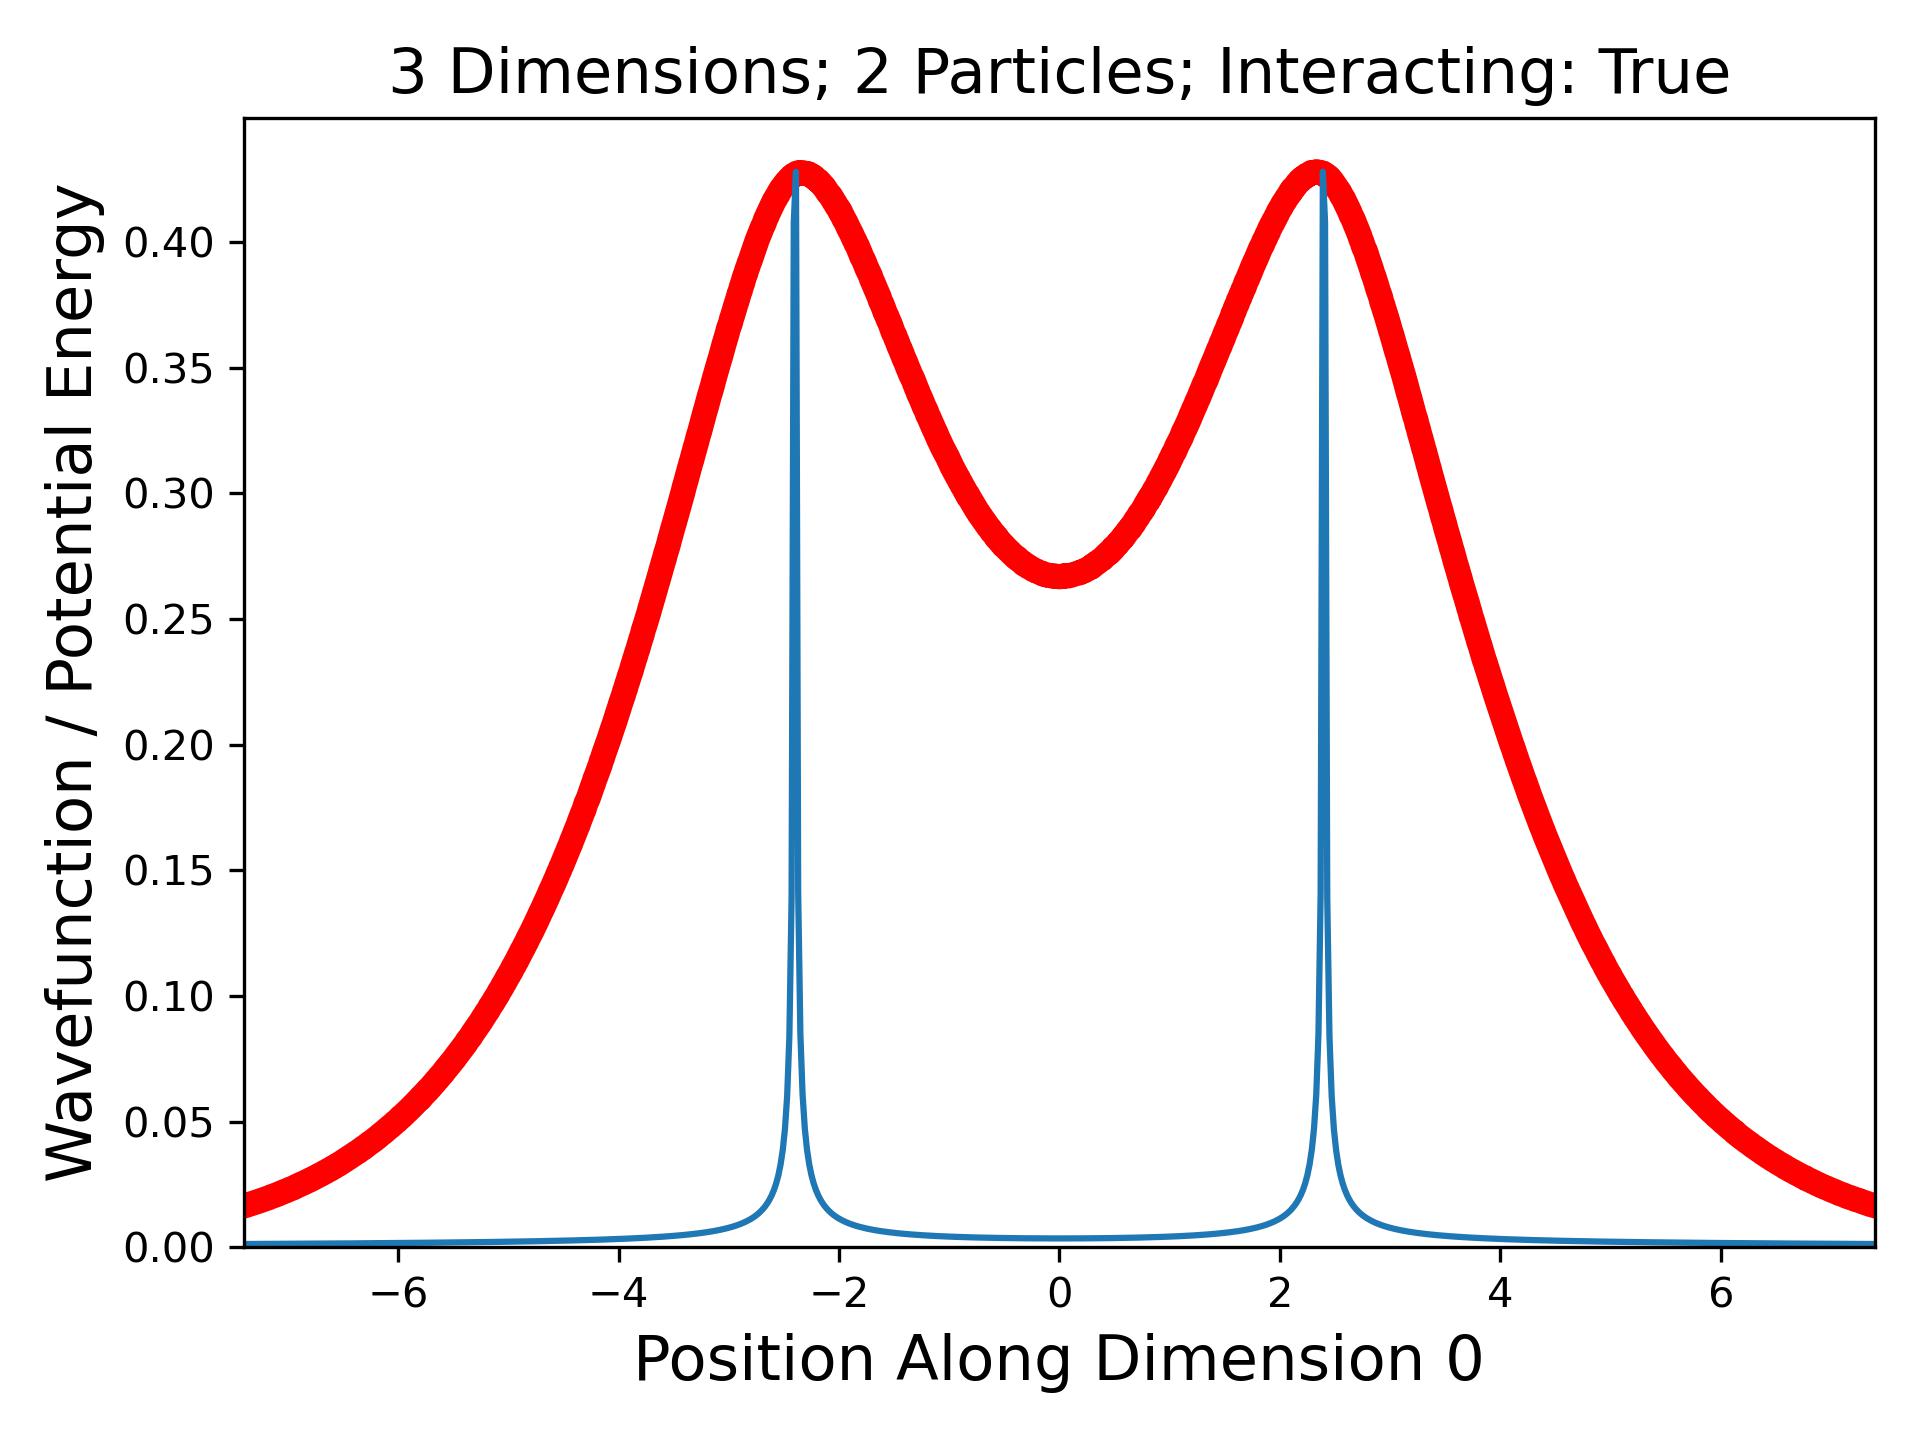 3 Dimensions; 2 Particles; Interacting: True
Wavefunction / Potential Energy
0.40
0.35
0.30
0.25
0.20
0.15
0.10
0.05
0.00
−6 −4 −2 0 2 4 6
Position Along Dimension 0